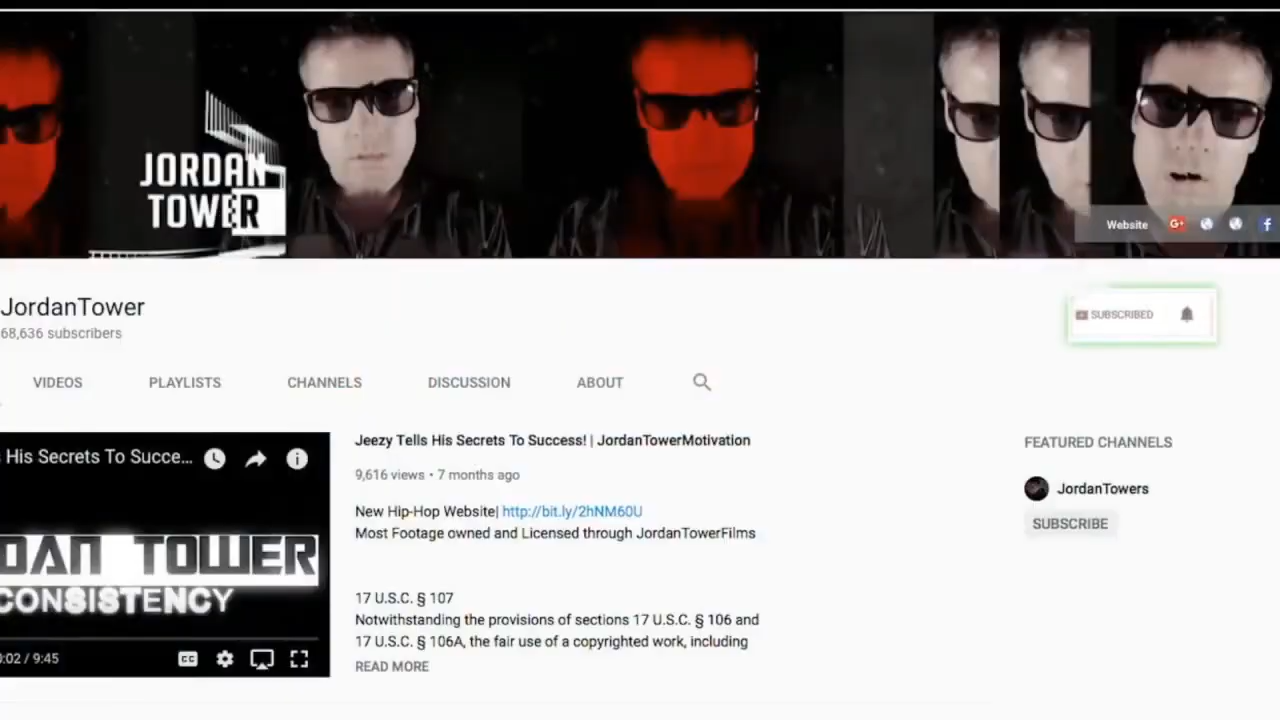 JORDAN
TOWER
Website
JordanTower
68,636 subscribers
SUBSCRIBED
VIDEOS
PLAYLISTS
CHANNELS
DISCUSSION
ABOUT
His Secrets To Succe...
Jeezy Tells His Secrets To Success! | JordanTowerMotivation
9,616 views • 7 months ago
New Hip-Hop Website| http://bit.ly/2hNM60U
Most Footage owned and Licensed through JordanTowerFilms
17 U.S.C. § 107
Notwithstanding the provisions of sections 17 U.S.C. § 106 and
17 U.S.C. § 106A, the fair use of a copyrighted work, including
READ MORE
DAN TOWER
CONSISTENCY
0:02 / 9:45
CC
FEATURED CHANNELS
JordanTowers
SUBSCRIBE